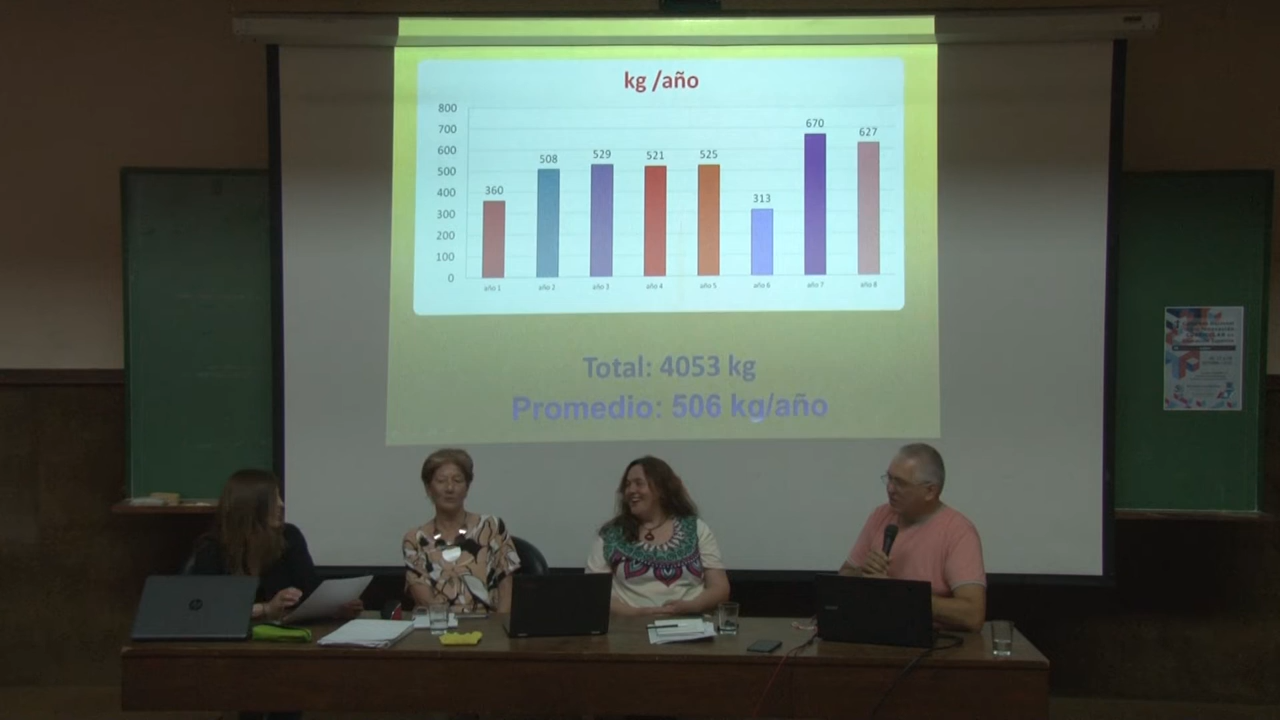 kg /año
800
700
600
500
400
300
200
100
0
360
508
529
521
525
313
670
627
año 1
año 2
año 3
año 4
año 5
año 6
año 7
año 8
Total: 4053 kg
Promedio: 506 kg/año
hp